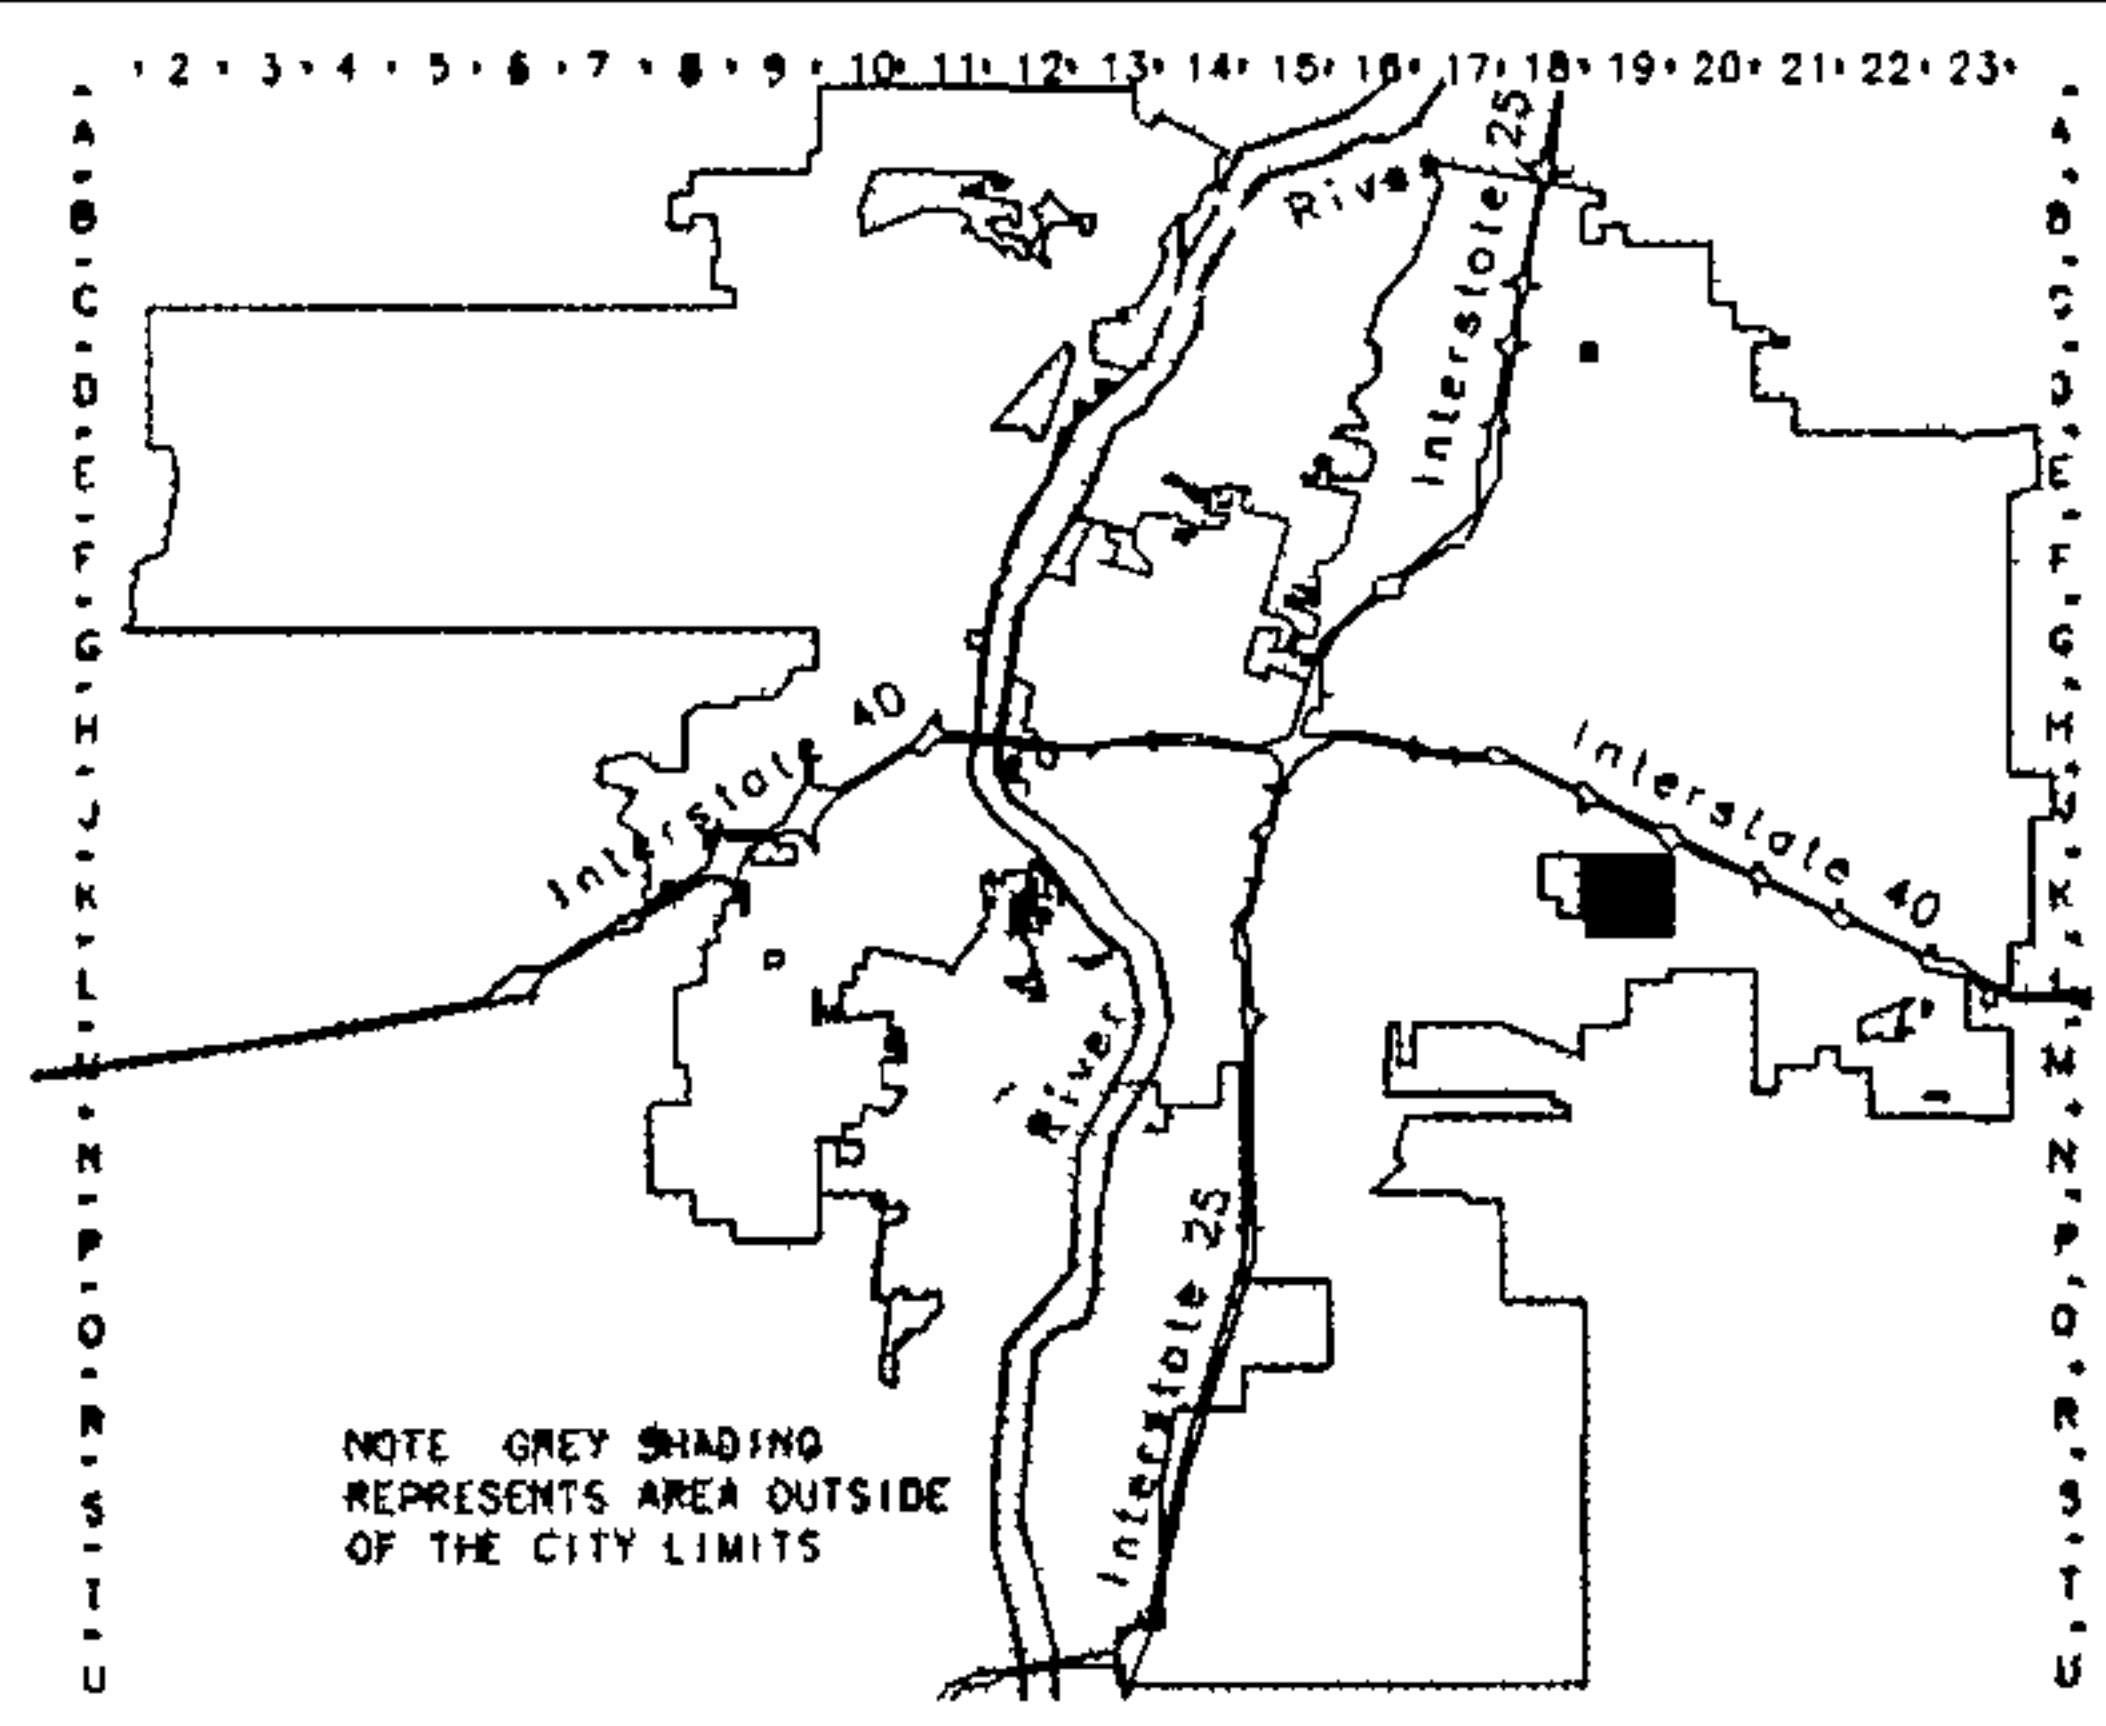 2 3 4 5 6 7 8 9 10 11 12 13 14 15 16 17 18 19 20 21 22 23
A A
B B
C C
D D
E E
F F
G G
H H
J J
K K
L L
M M
N N
P P
Q Q
R R
S S
T T
U U
River
Interstate 25
Interstate 40
Interstate 40
River
Interstate 25
NOTE GREY SHADING
REPRESENTS AREA OUTSIDE
OF THE CITY LIMITS